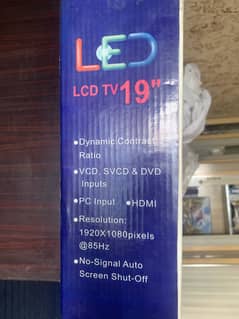 LED
LCD TV 19"
•Dynamic Contrast
Ratio
•VCD, SVCD & DVD
Inputs
•PC Input •HDMI
•Resolution:
1920X1080pixels
@85Hz
•No-Signal Auto
Screen Shut-Off